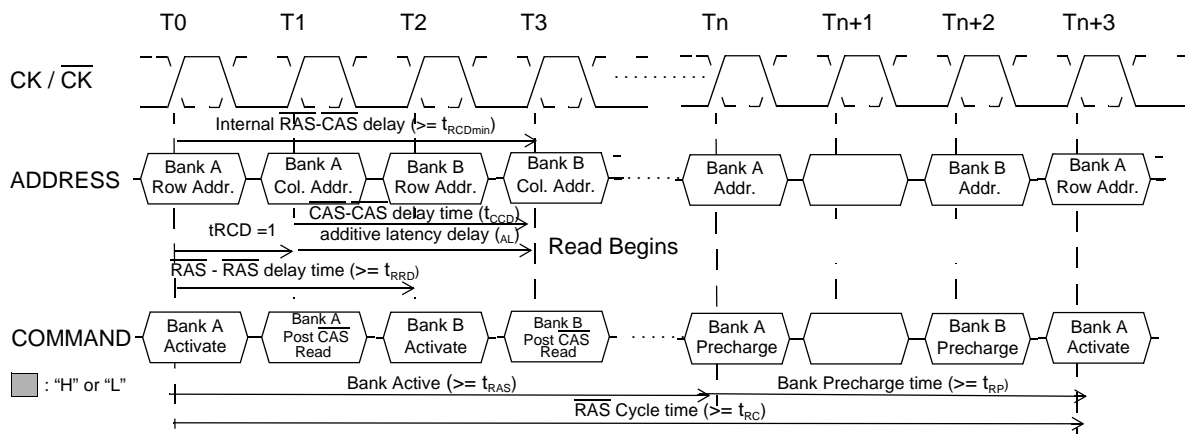 T0 T1 T2 T3 Tn Tn+1 Tn+2 Tn+3
CK / CK
Internal RAS-CAS delay (>= tRCDmin)
ADDRESS
Bank A Row Addr.
Bank A Col. Addr.
Bank B Row Addr.
Bank B Col. Addr.
Bank A Addr.
Bank B Addr.
Bank A Row Addr.
CAS-CAS delay time (tCCD)
tRCD =1
additive latency delay (AL)
Read Begins
RAS - RAS delay time (>= tRRD)
COMMAND
Bank A Activate
Bank A Post CAS Read
Bank B Activate
Bank B Post CAS Read
Bank A Precharge
Bank B Precharge
Bank A Activate
: “H” or “L”
Bank Active (>= tRAS)
Bank Precharge time (>= tRP)
RAS Cycle time (>= tRC)